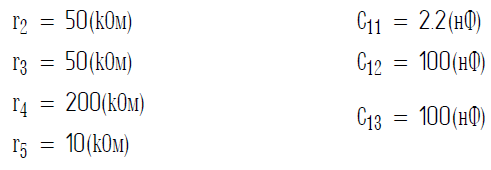 r₂ = 50(kОм)
r₃ = 50(kОм)
r₄ = 200(kОм)
r₅ = 10(kОм)
C₁₁ = 2.2(нФ)
C₁₂ = 100(нФ)
C₁₃ = 100(нФ)